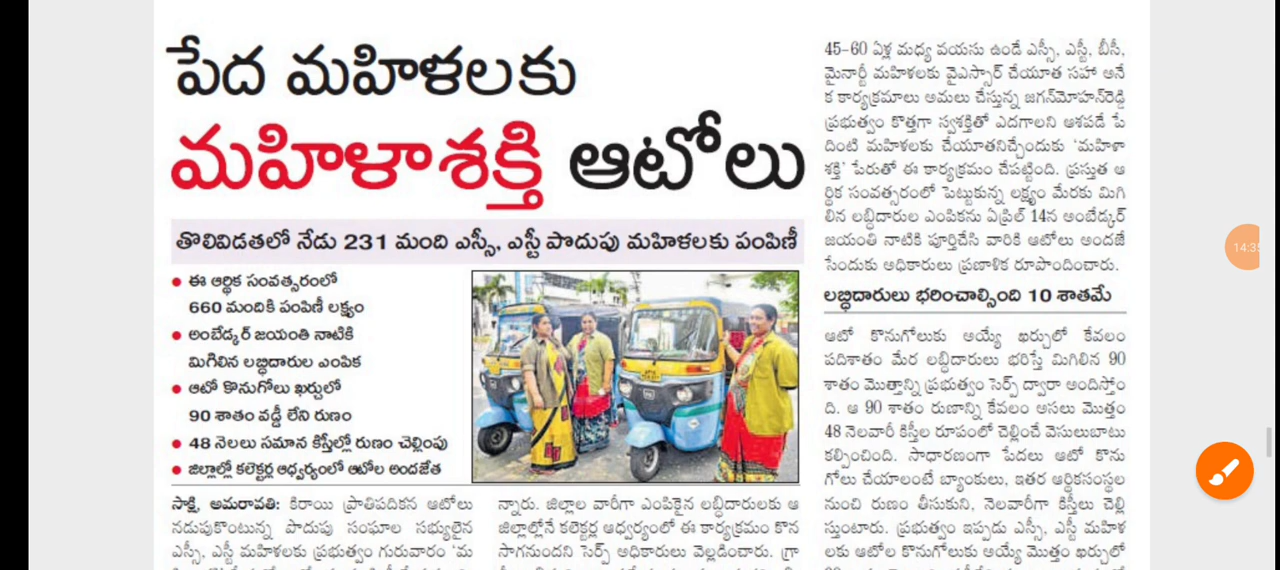 పేద మహిళలకు
మహిళాశక్తి ఆటోలు
తొలివిడతలో నేడు 231 మంది ఎస్సీ, ఎస్టీ పొదుపు మహిళలకు పంపిణీ
● ఈ ఆర్థిక సంవత్సరంలో
660 మందికి పంపిణీ లక్ష్యం
● అంబేడ్కర్ జయంతి నాటికి
మిగిలిన లబ్ధిదారుల ఎంపిక
● ఆటో కొనుగోలు ఖర్చులో
90 శాతం వడ్డీ లేని రుణం
● 48 నెలలు సమాన కిస్తీల్లో రుణం చెల్లింపు
● జిల్లాల్లో కలెక్టర్ల ఆధ్వర్యంలో ఆటోల అందజేత
సాక్షి, అమరావతి: కిరాయి ప్రాతిపదికన ఆటోలు
నడుపుకొంటున్న పొదుపు సంఘాల సభ్యులైన
ఎస్సీ, ఎస్టీ మహిళలకు ప్రభుత్వం గురువారం ‘మ
న్నారు. జిల్లాల వారీగా ఎంపికైన లబ్ధిదారులకు ఆ
జిల్లాల్లోనే కలెక్టర్ల ఆధ్వర్యంలో ఈ కార్యక్రమం కొన
సాగనుందని సెర్ప్ అధికారులు వెల్లడించారు. గ్రా
45–60 ఏళ్ల మధ్య వయసు ఉండే ఎస్సీ, ఎస్టీ, బీసీ,
మైనార్టీ మహిళలకు వైఎస్సార్ చేయూత సహా అనే
క కార్యక్రమాలు అమలు చేస్తున్న జగన్‌మోహన్‌రెడ్డి
ప్రభుత్వం కొత్తగా స్వశక్తితో ఎదగాలని ఆశపడే పే
దింటి మహిళలకు చేయూతనిచ్చేందుకు ‘మహిళా
శక్తి’ పేరుతో ఈ కార్యక్రమం చేపట్టింది. ప్రస్తుత ఆ
ర్థిక సంవత్సరంలో పెట్టుకున్న లక్ష్యం మేరకు మిగి
లిన లబ్ధిదారుల ఎంపికను ఏప్రిల్ 14న అంబేడ్కర్
జయంతి నాటికి పూర్తిచేసి వారికి ఆటోలు అందజే
సేందుకు అధికారులు ప్రణాళిక రూపొందించారు.
లబ్ధిదారులు భరించాల్సింది 10 శాతమే
ఆటో కొనుగోలుకు అయ్యే ఖర్చులో కేవలం
పదిశాతం మేర లబ్ధిదారులు భరిస్తే మిగిలిన 90
శాతం మొత్తాన్ని ప్రభుత్వం సెర్ప్ ద్వారా అందిస్తోం
ది. ఆ 90 శాతం రుణాన్ని కేవలం అసలు మొత్తం
48 నెలవారీ కిస్తీల రూపంలో చెల్లించే వెసులుబాటు
కల్పించింది. సాధారణంగా పేదలు ఆటో కొను
గోలు చేయాలంటే బ్యాంకులు, ఇతర ఆర్థికసంస్థల
నుంచి రుణం తీసుకుని, నెలవారీగా కిస్తీలు చెల్లి
స్తుంటారు. ప్రభుత్వం ఇప్పుడు ఎస్సీ, ఎస్టీ మహిళ
లకు ఆటోల కొనుగోలుకు అయ్యే మొత్తం ఖర్చులో
14:35